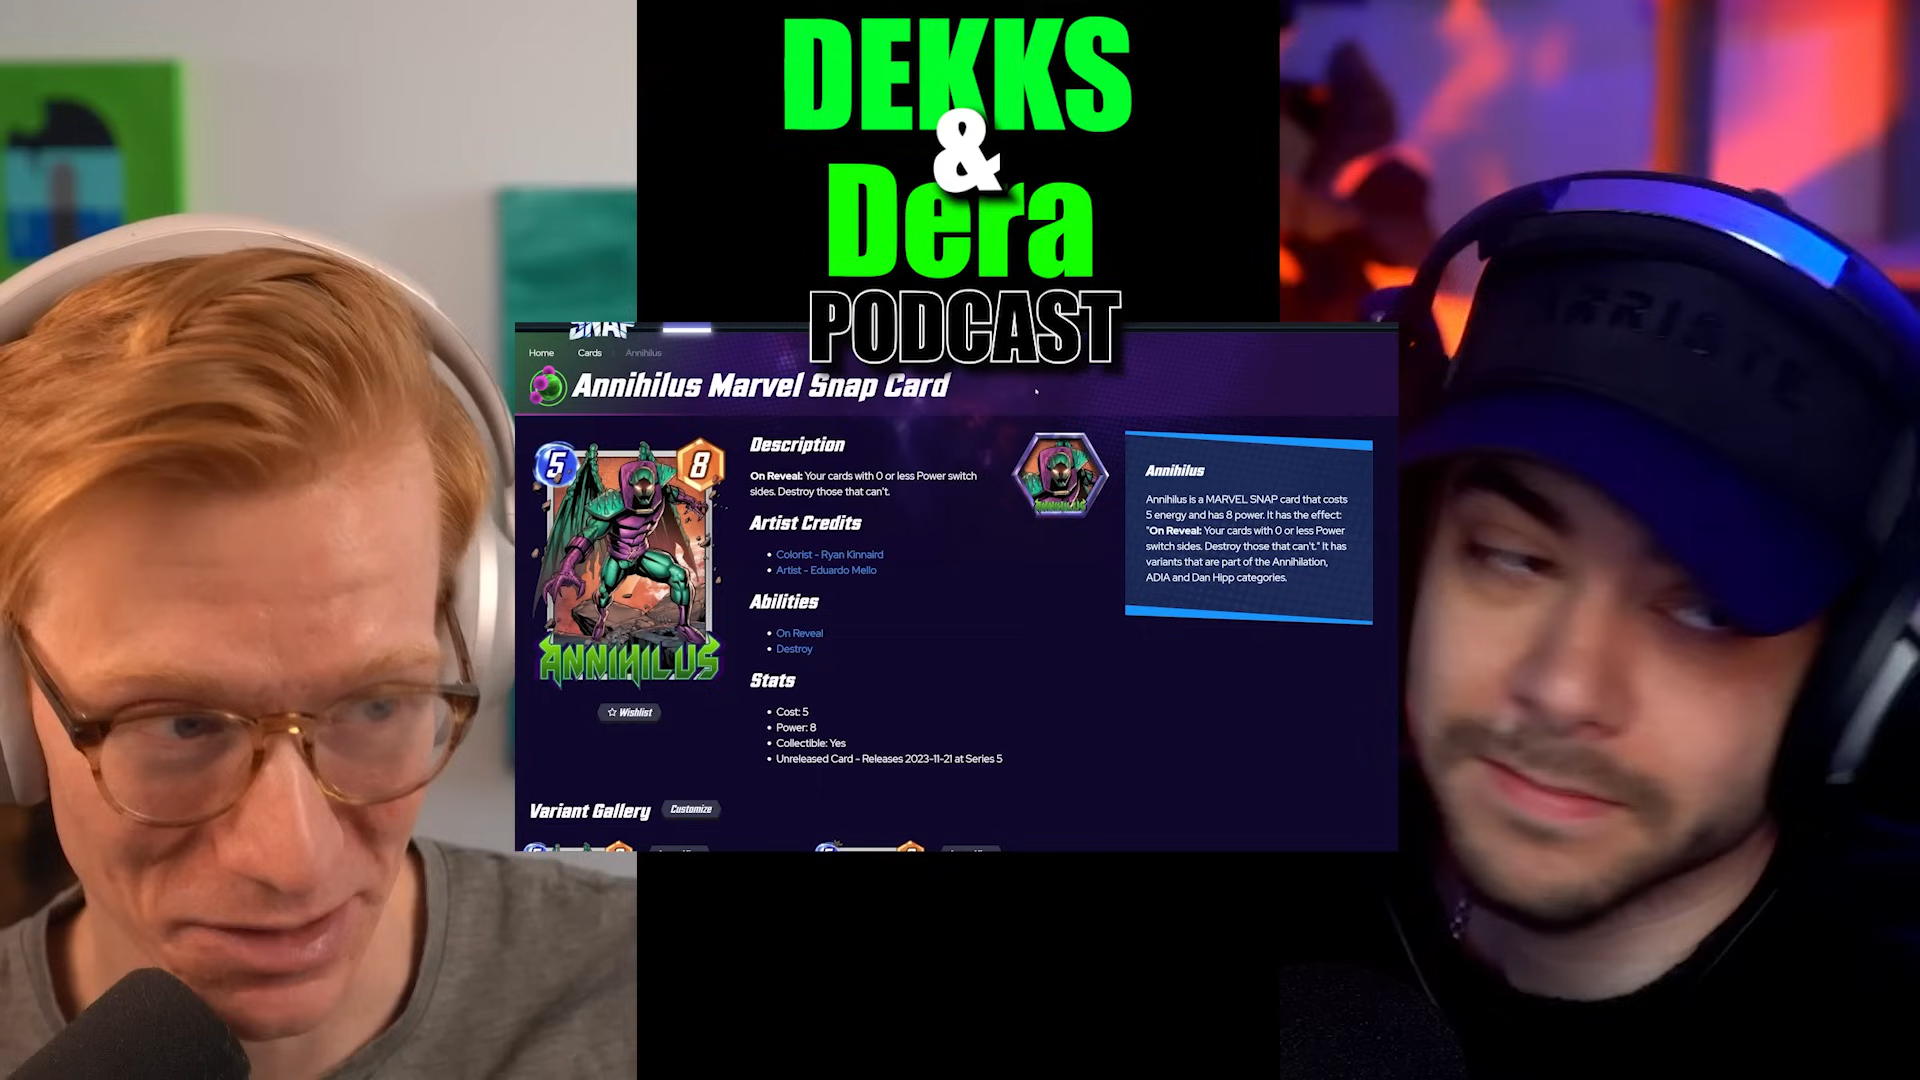 DEKKS
&
Dera
PODCAST
SNAP
Home Cards Annihilus
Annihilus Marvel Snap Card
5
8
ANNIHILUS
Wishlist
Description
On Reveal: Your cards with 0 or less Power switch
sides. Destroy those that can't.
Artist Credits
• Colorist - Ryan Kinnaird
• Artist - Eduardo Mello
Abilities
• On Reveal
• Destroy
Stats
• Cost: 5
• Power: 8
• Collectible: Yes
• Unreleased Card - Releases 2023-11-21 at Series 5
ANNIHILUS
Annihilus
Annihilus is a MARVEL SNAP card that costs
5 energy and has 8 power. It has the effect:
"On Reveal: Your cards with 0 or less Power
switch sides. Destroy those that can't." It has
variants that are part of the Annihilation,
ADIA and Dan Hipp categories.
Variant Gallery
Customize